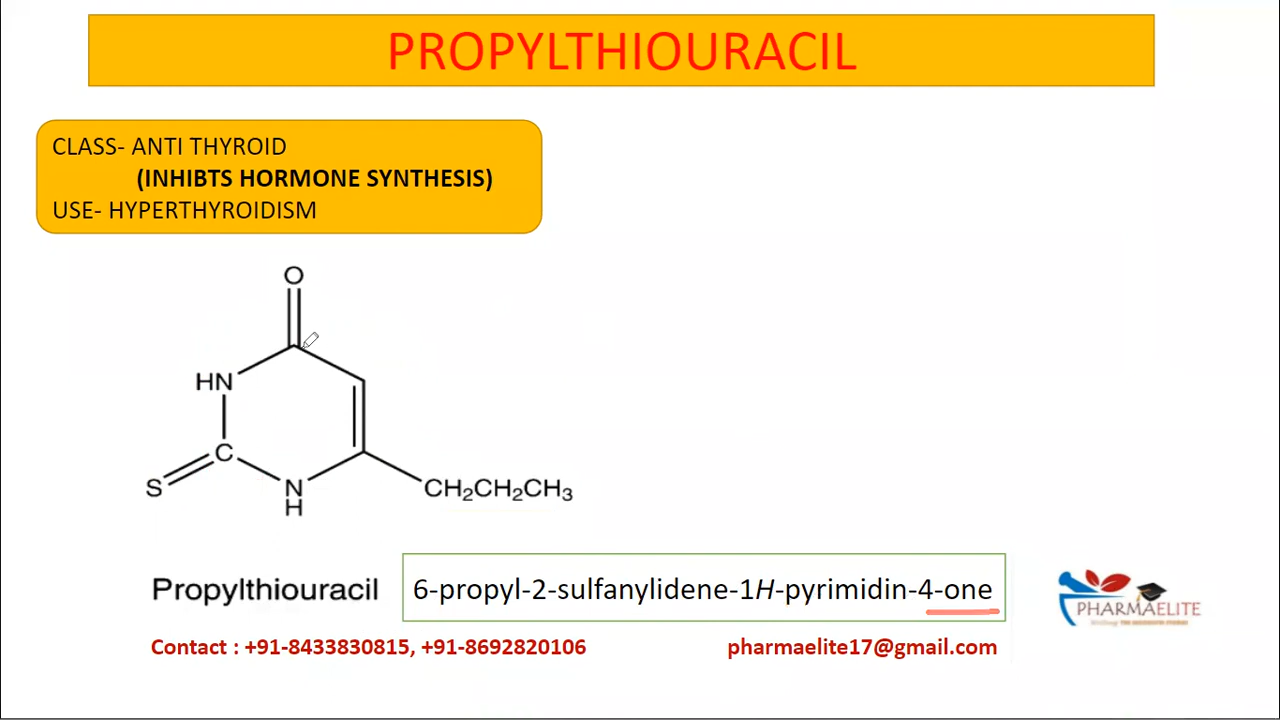 PROPYLTHIOURACIL
CLASS- ANTI THYROID
(INHIBTS HORMONE SYNTHESIS)
USE- HYPERTHYROIDISM
O
HN
C
S
N
H
CH₂CH₂CH₃
Propylthiouracil
6-propyl-2-sulfanylidene-1H-pyrimidin-4-one
PHARMAELITE
Contact : +91-8433830815, +91-8692820106
pharmaelite17@gmail.com